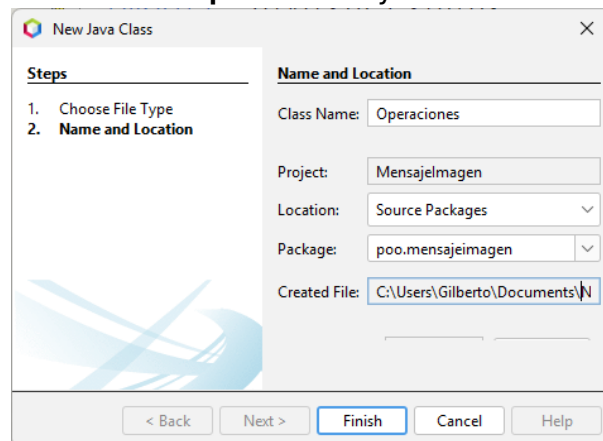 New Java Class
Steps
1. Choose File Type
2. Name and Location
Name and Location
Class Name: Operaciones
Project: MensajeImagen
Location: Source Packages
Package: poo.mensajeimagen
Created File: C:\Users\Gilberto\Documents\N
< Back Next > Finish Cancel Help